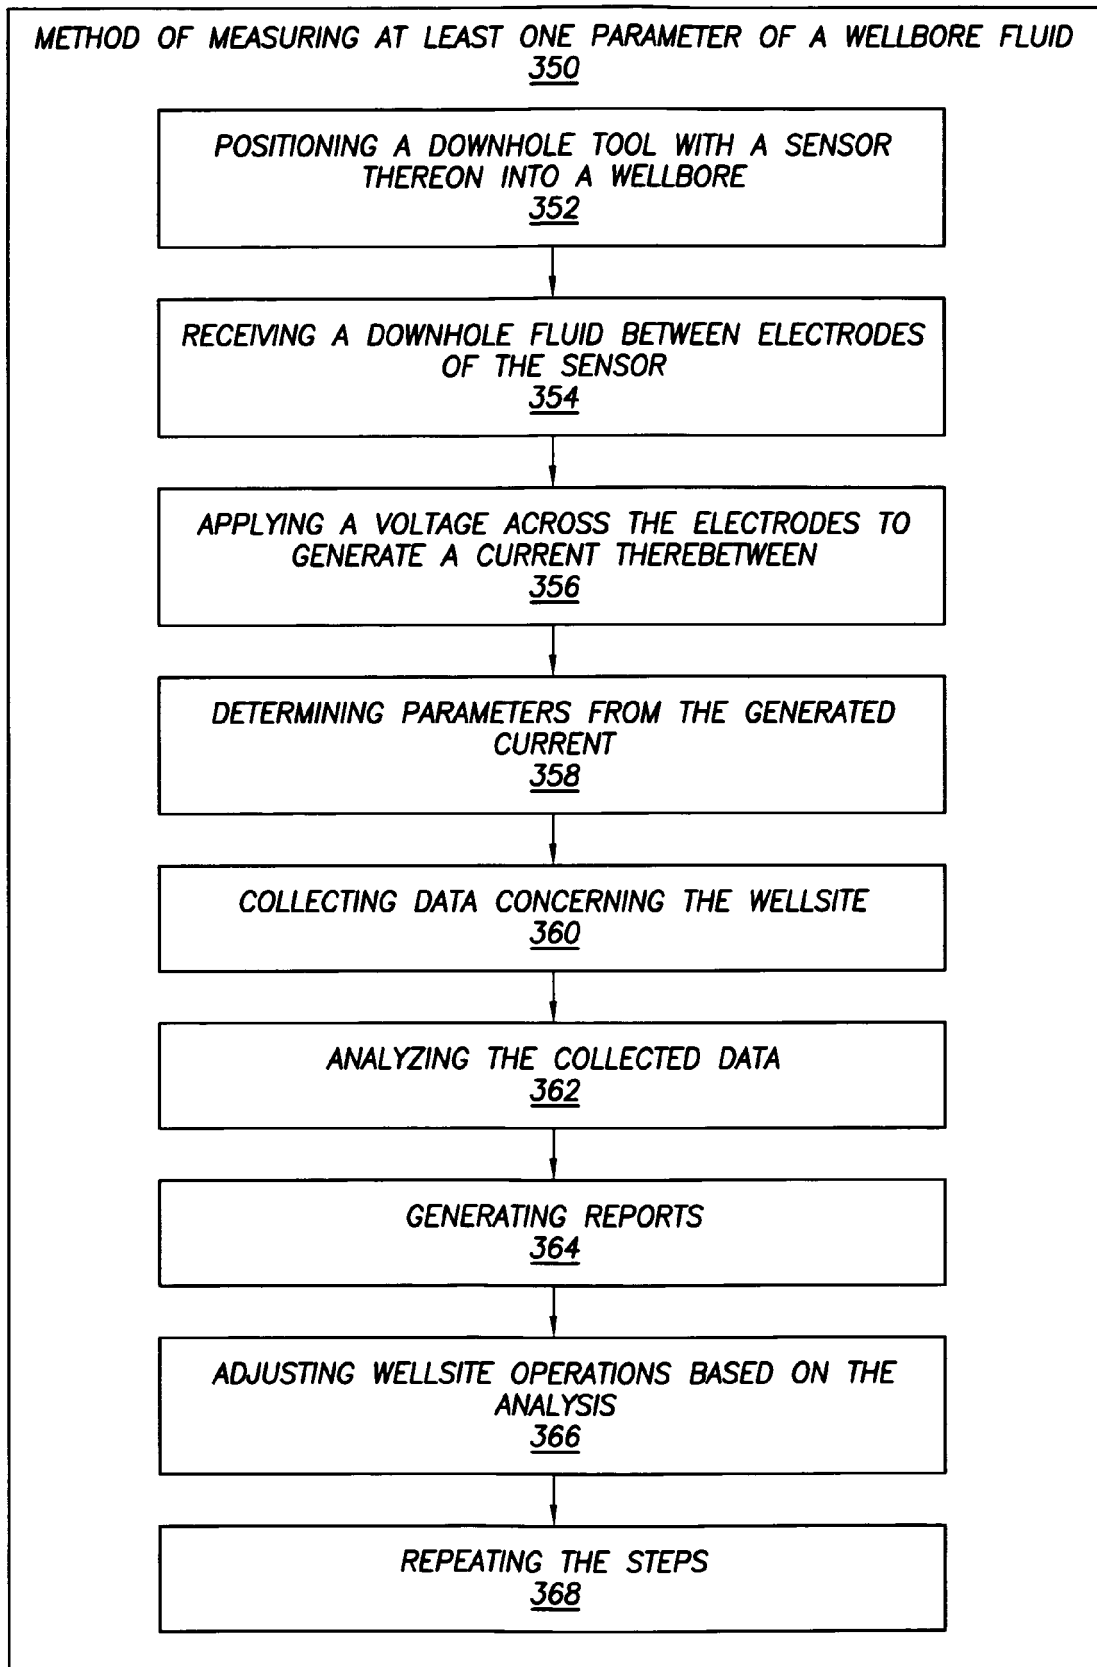 METHOD OF MEASURING AT LEAST ONE PARAMETER OF A WELLBORE FLUID
350
POSITIONING A DOWNHOLE TOOL WITH A SENSOR
THEREON INTO A WELLBORE
352
RECEIVING A DOWNHOLE FLUID BETWEEN ELECTRODES
OF THE SENSOR
354
APPLYING A VOLTAGE ACROSS THE ELECTRODES TO
GENERATE A CURRENT THEREBETWEEN
356
DETERMINING PARAMETERS FROM THE GENERATED
CURRENT
358
COLLECTING DATA CONCERNING THE WELLSITE
360
ANALYZING THE COLLECTED DATA
362
GENERATING REPORTS
364
ADJUSTING WELLSITE OPERATIONS BASED ON THE
ANALYSIS
366
REPEATING THE STEPS
368